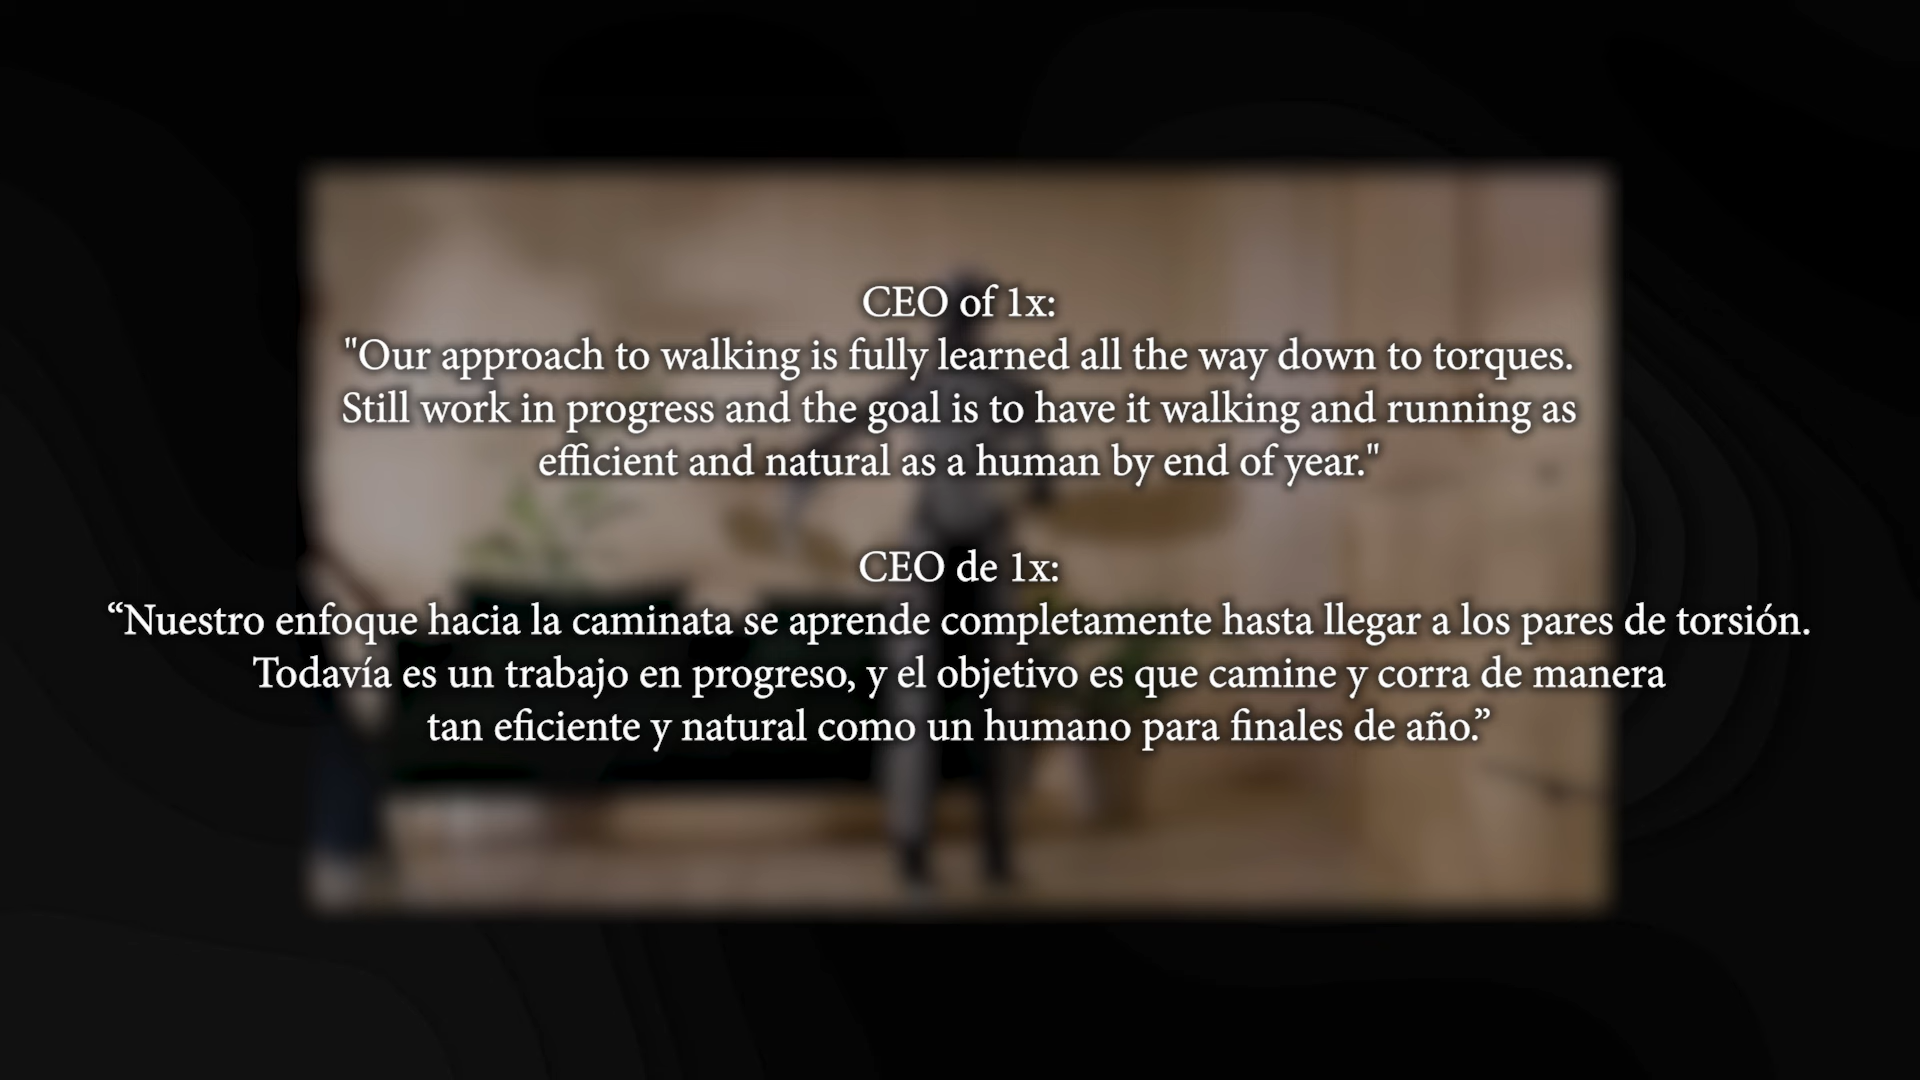 CEO of 1x:
"Our approach to walking is fully learned all the way down to torques.
Still work in progress and the goal is to have it walking and running as
efficient and natural as a human by end of year."
CEO de 1x:
“Nuestro enfoque hacia la caminata se aprende completamente hasta llegar a los pares de torsión.
Todavía es un trabajo en progreso, y el objetivo es que camine y corra de manera
tan eficiente y natural como un humano para finales de año.”